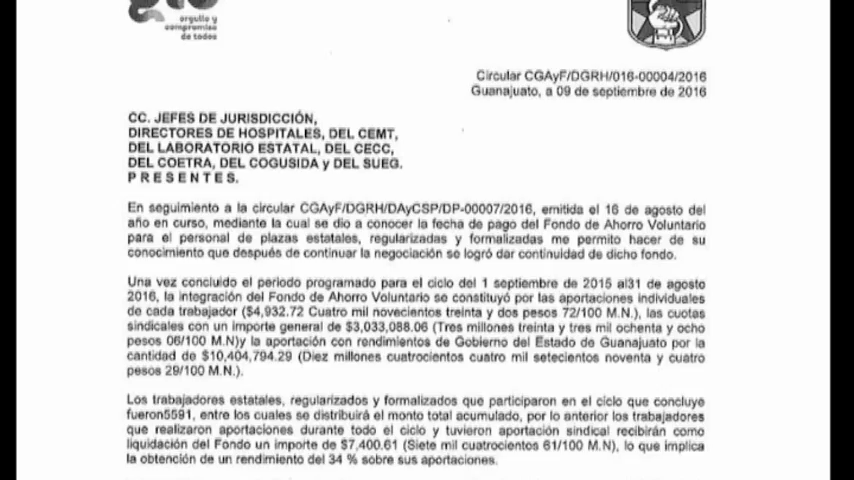 gto
orgullo y
compromiso
de todos
Circular CGAyF/DGRH/016-00004/2016
Guanajuato, a 09 de septiembre de 2016
CC. JEFES DE JURISDICCIÓN,
DIRECTORES DE HOSPITALES, DEL CEMT,
DEL LABORATORIO ESTATAL, DEL CECC,
DEL COETRA, DEL COGUSIDA y DEL SUEG.
P R E S E N T E S.
En seguimiento a la circular CGAyF/DGRH/DAyCSP/DP-00007/2016, emitida el 16 de agosto del
año en curso, mediante la cual se dio a conocer la fecha de pago del Fondo de Ahorro Voluntario
para el personal de plazas estatales, regularizadas y formalizadas me permito hacer de su
conocimiento que después de continuar la negociación se logró dar continuidad de dicho fondo.
Una vez concluido el periodo programado para el ciclo del 1 septiembre de 2015 al31 de agosto
2016, la integración del Fondo de Ahorro Voluntario se constituyó por las aportaciones individuales
de cada trabajador ($4,932.72 Cuatro mil novecientos treinta y dos pesos 72/100 M.N.), las cuotas
sindicales con un importe general de $3,033,088.06 (Tres millones treinta y tres mil ochenta y ocho
pesos 06/100 M.N)y la aportación con rendimientos de Gobierno del Estado de Guanajuato por la
cantidad de $10,404,794.29 (Diez millones cuatrocientos cuatro mil setecientos noventa y cuatro
pesos 29/100 M.N.).
Los trabajadores estatales, regularizados y formalizados que participaron en el ciclo que concluye
fueron5591, entre los cuales se distribuirá el monto total acumulado, por lo anterior los trabajadores
que realizaron aportaciones durante todo el ciclo y tuvieron aportación sindical recibirán como
liquidación del Fondo un importe de $7,400.61 (Siete mil cuatrocientos 61/100 M.N), lo que implica
la obtención de un rendimiento del 34 % sobre sus aportaciones.